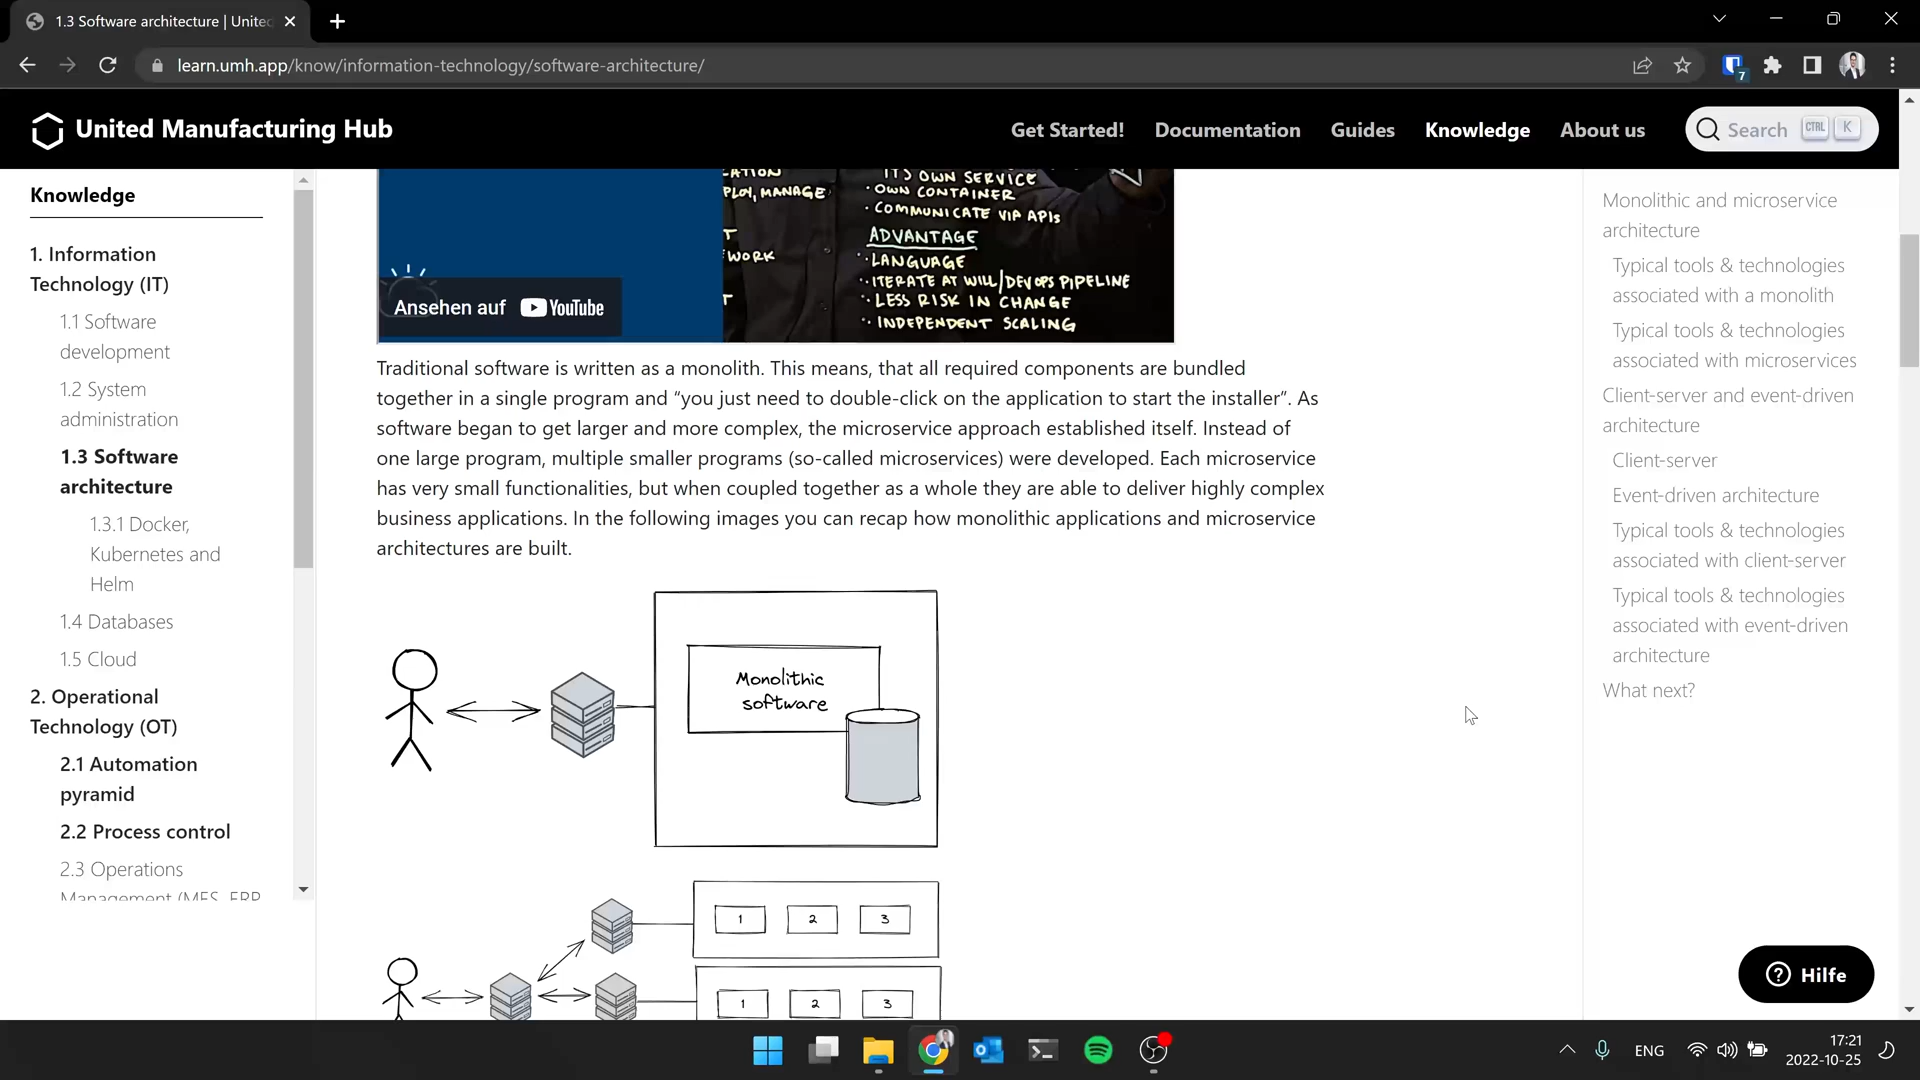 1.3 Software architecture | United
learn.umh.app/know/information-technology/software-architecture/
7
United Manufacturing Hub
Get Started!
Documentation
Guides
Knowledge
About us
Search CTRL K
Knowledge
1. Information
Technology (IT)
1.1 Software
development
1.2 System
administration
1.3 Software
architecture
1.3.1 Docker,
Kubernetes and
Helm
1.4 Databases
1.5 Cloud
2. Operational
Technology (OT)
2.1 Automation
pyramid
2.2 Process control
2.3 Operations
Management (MES, ERP
PLOY, MANAGE
WORK
ITS OWN SERVICE
• OWN CONTAINER
• COMMUNICATE VIA APIs
ADVANTAGE
• LANGUAGE
• ITERATE AT WILL/DEVOPS PIPELINE
• LESS RISK IN CHANGE
• INDEPENDENT SCALING
Ansehen auf YouTube
Traditional software is written as a monolith. This means, that all required components are bundled
together in a single program and “you just need to double-click on the application to start the installer”. As
software began to get larger and more complex, the microservice approach established itself. Instead of
one large program, multiple smaller programs (so-called microservices) were developed. Each microservice
has very small functionalities, but when coupled together as a whole they are able to deliver highly complex
business applications. In the following images you can recap how monolithic applications and microservice
architectures are built.
Monolithic
software
1 2 3
1 2 3
Monolithic and microservice
architecture
Typical tools & technologies
associated with a monolith
Typical tools & technologies
associated with microservices
Client-server and event-driven
architecture
Client-server
Event-driven architecture
Typical tools & technologies
associated with client-server
Typical tools & technologies
associated with event-driven
architecture
What next?
Hilfe
ENG
17:21
2022-10-25